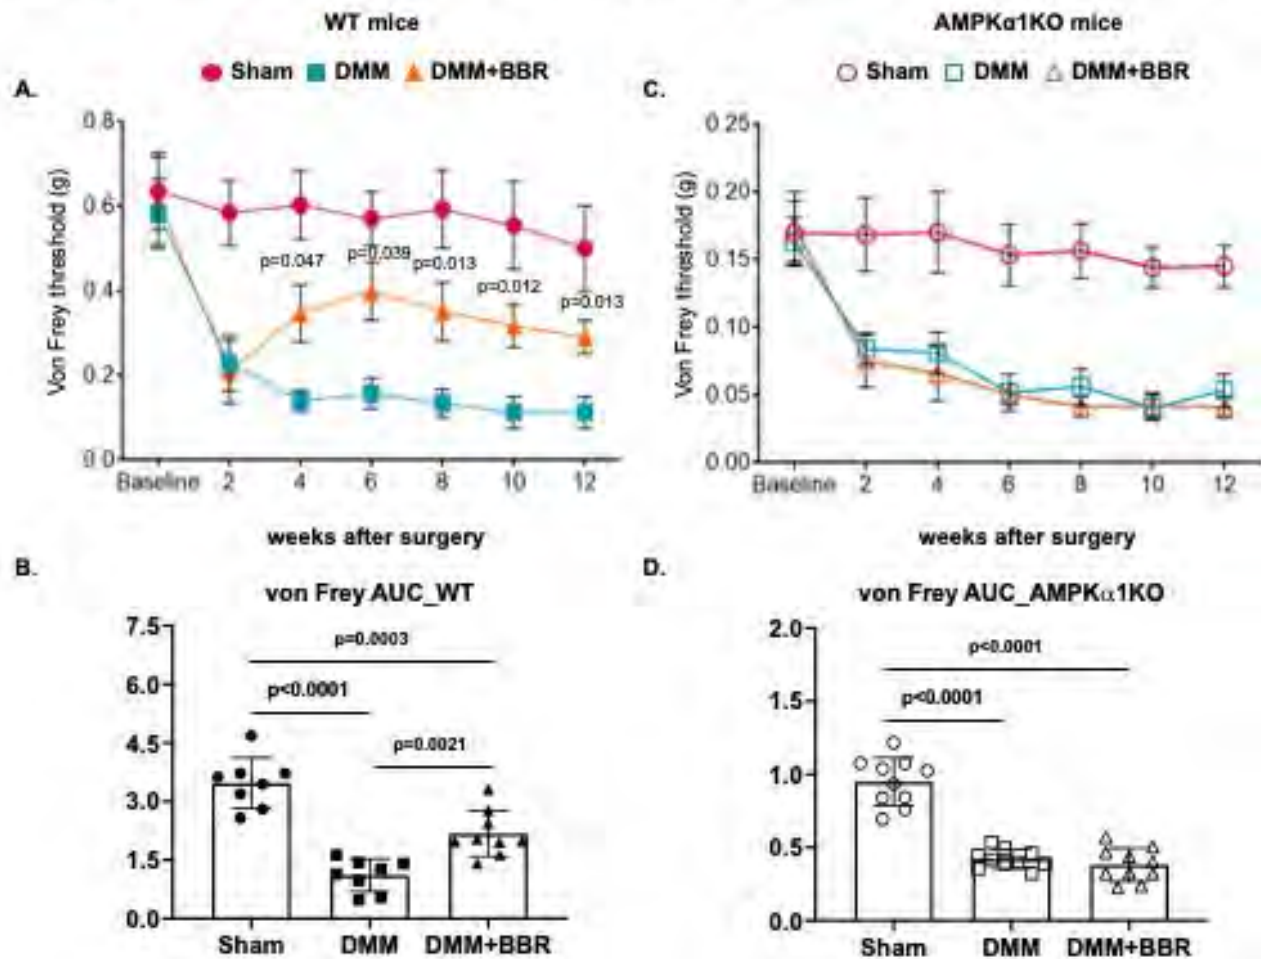 WT mice
Sham DMM DMM+BBR
A.
Von Frey threshold (g)
0.8
0.6
0.4
0.2
0.0
p=0.047
p=0.039
p=0.013
p=0.012
p=0.013
Baseline 2 4 6 8 10 12
weeks after surgery
AMPKα1KO mice
Sham DMM DMM+BBR
C.
Von Frey threshold (g)
0.25
0.20
0.15
0.10
0.05
0.00
Baseline 2 4 6 8 10 12
weeks after surgery
B.
von Frey AUC_WT
7.5
6.0
4.5
3.0
1.5
0.0
p=0.0003
p<0.0001
p=0.0021
Sham DMM DMM+BBR
D.
von Frey AUC_AMPKα1KO
2.0
1.5
1.0
0.5
0.0
p<0.0001
p<0.0001
Sham DMM DMM+BBR